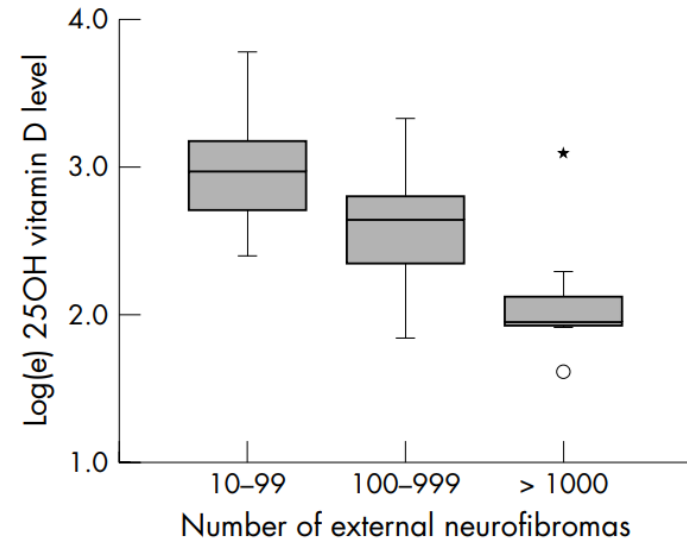 4.0
3.0
2.0
1.0
Log(e) 25OH vitamin D level
10–99 100–999 > 1000
Number of external neurofibromas